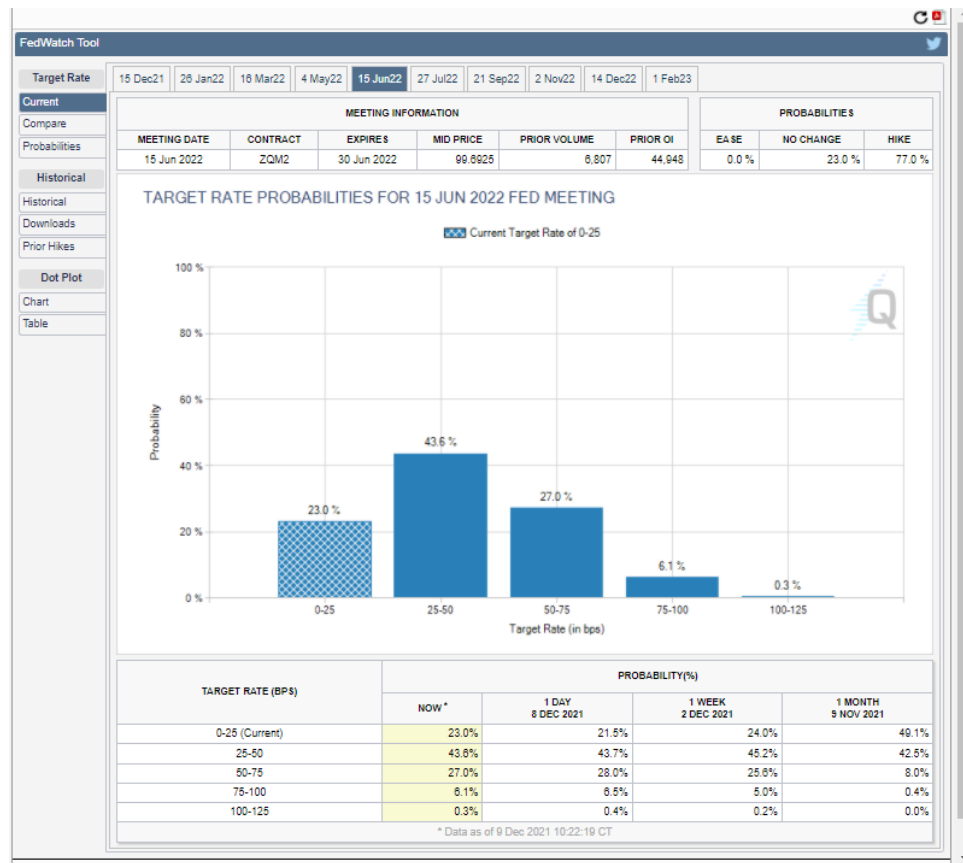 FedWatch Tool
Target Rate
Current
Compare
Probabilities
Historical
Historical
Downloads
Prior Hikes
Dot Plot
Chart
Table
15 Dec21 26 Jan22 16 Mar22 4 May22 15 Jun22 27 Jul22 21 Sep22 2 Nov22 14 Dec22 1 Feb23
MEETING INFORMATION PROBABILITIES
MEETING DATE CONTRACT EXPIRES MID PRICE PRIOR VOLUME PRIOR OI EASE NO CHANGE HIKE
15 Jun 2022 ZQM2 30 Jun 2022 99.6925 6,807 44,948 0.0 % 23.0 % 77.0 %
TARGET RATE PROBABILITIES FOR 15 JUN 2022 FED MEETING
Current Target Rate of 0-25
Q
Probability
100 %
80 %
60 %
40 %
20 %
0 %
23.0 %
43.6 %
27.0 %
6.1 %
0.3 %
0-25 25-50 50-75 75-100 100-125
Target Rate (in bps)
TARGET RATE (BPS) PROBABILITY(%)
NOW * 1 DAY 1 WEEK 1 MONTH
8 DEC 2021 2 DEC 2021 9 NOV 2021
0-25 (Current) 23.0% 21.5% 24.0% 49.1%
25-50 43.6% 43.7% 45.2% 42.5%
50-75 27.0% 28.0% 25.6% 8.0%
75-100 6.1% 6.5% 5.0% 0.4%
100-125 0.3% 0.4% 0.2% 0.0%
* Data as of 9 Dec 2021 10:22:19 CT